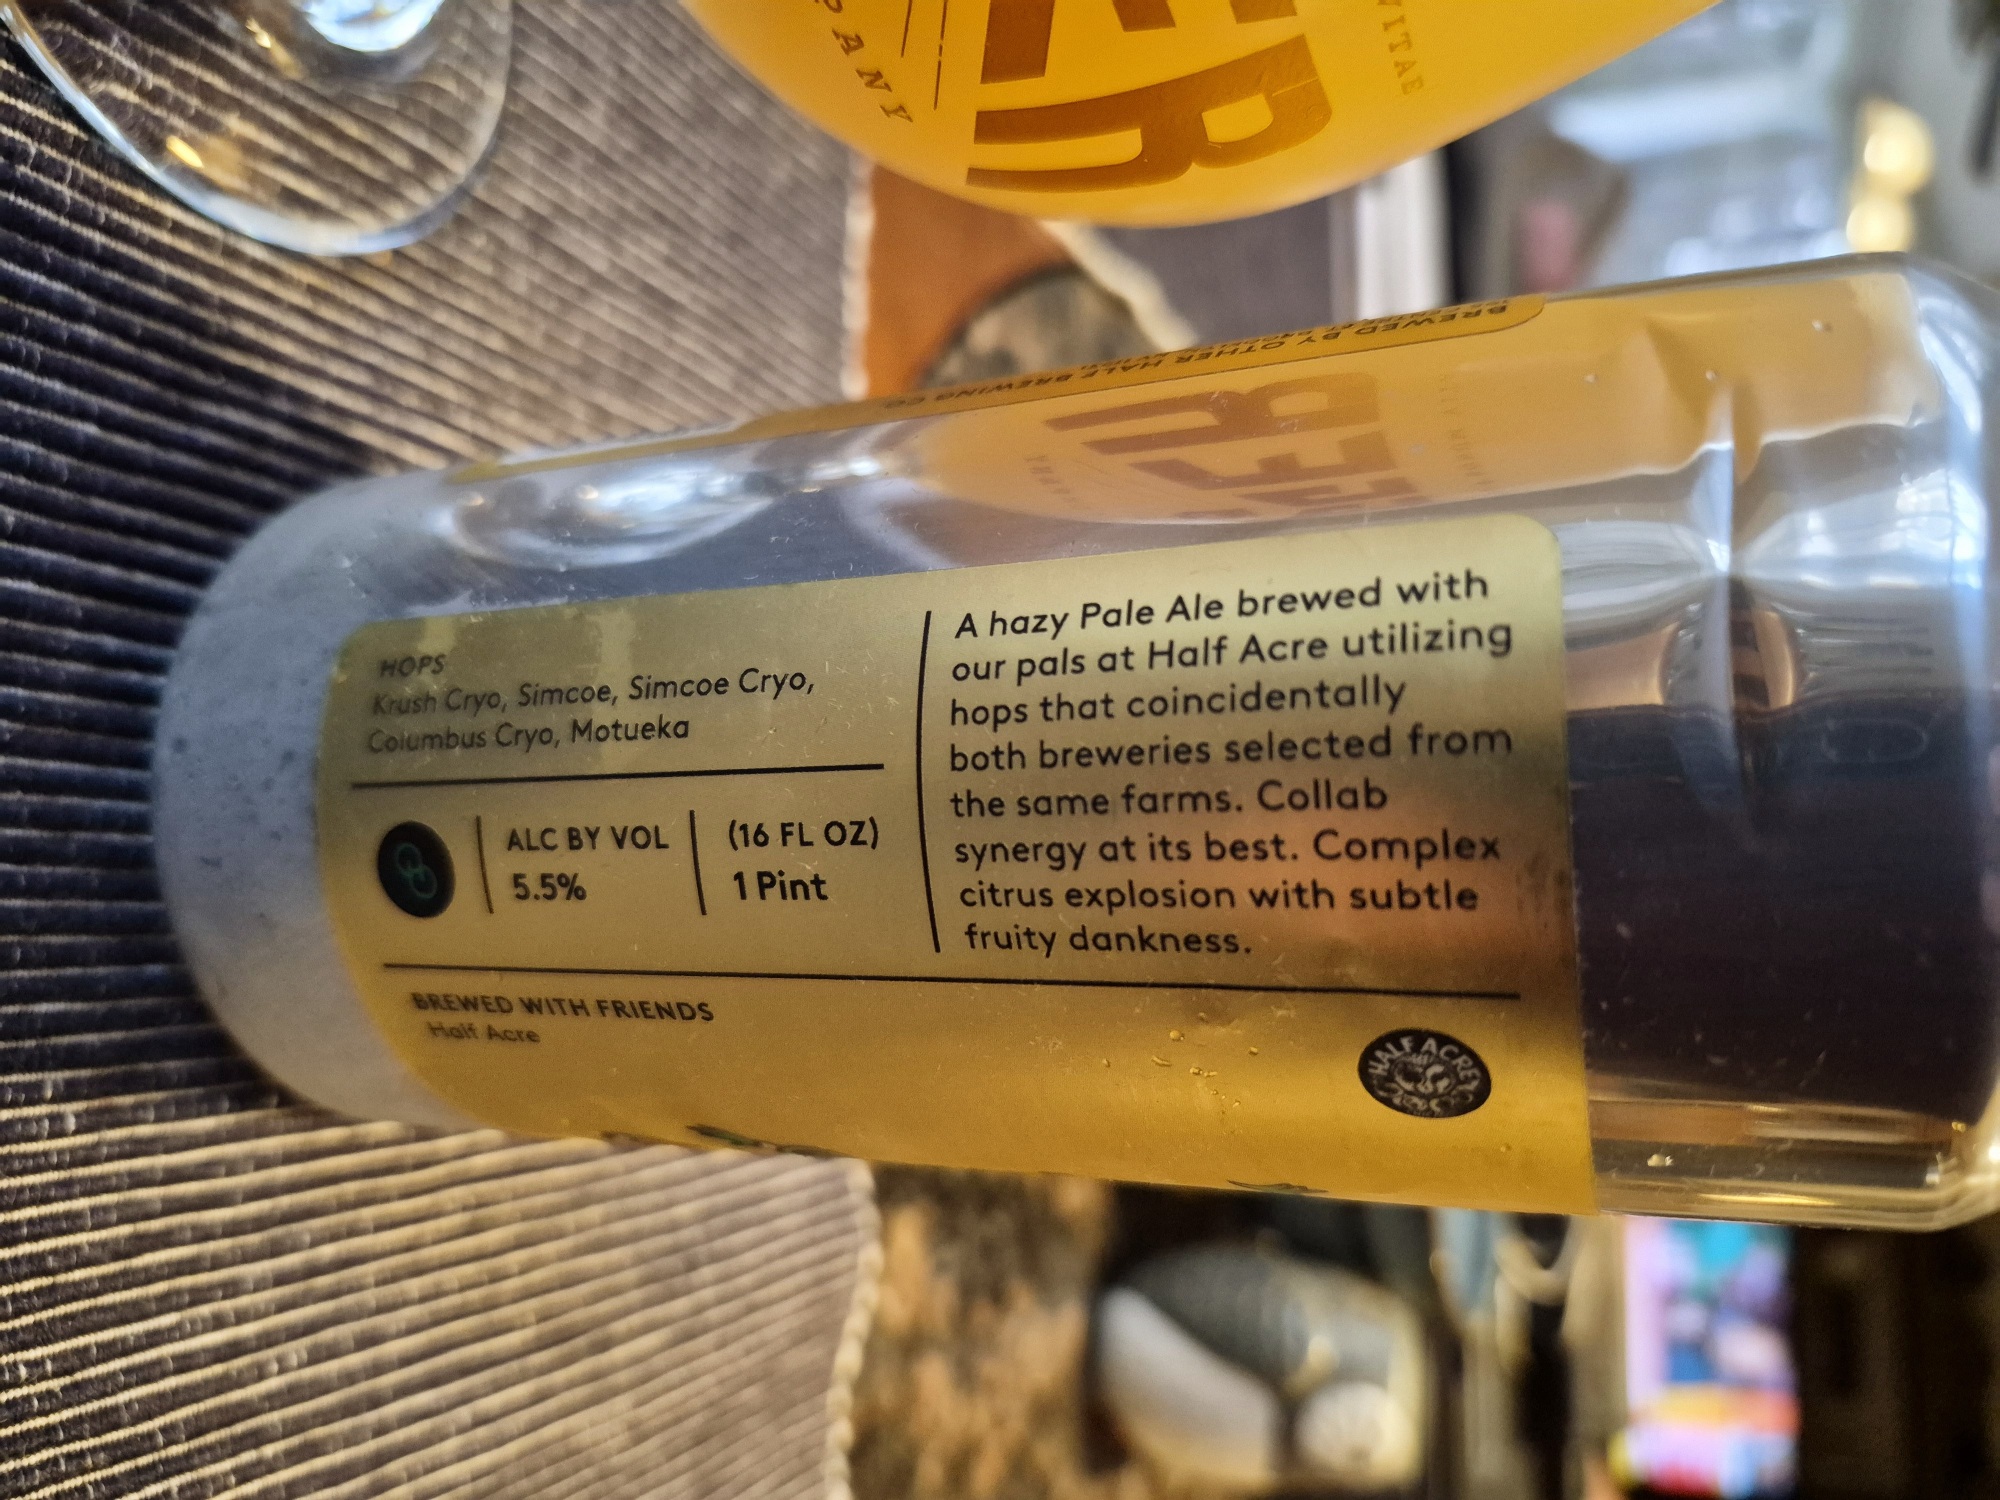 HOPS
Krush Cryo, Simcoe, Simcoe Cryo,
Columbus Cryo, Motueka
ALC BY VOL
5.5%
(16 FL OZ)
1 Pint
A hazy Pale Ale brewed with
our pals at Half Acre utilizing
hops that coincidentally
both breweries selected from
the same farms. Collab
synergy at its best. Complex
citrus explosion with subtle
fruity dankness.
BREWED WITH FRIENDS
Half Acre
HALF ACRE
BREWED BY OTHER HALF BREWING CO.
ER
PANY
VITAE